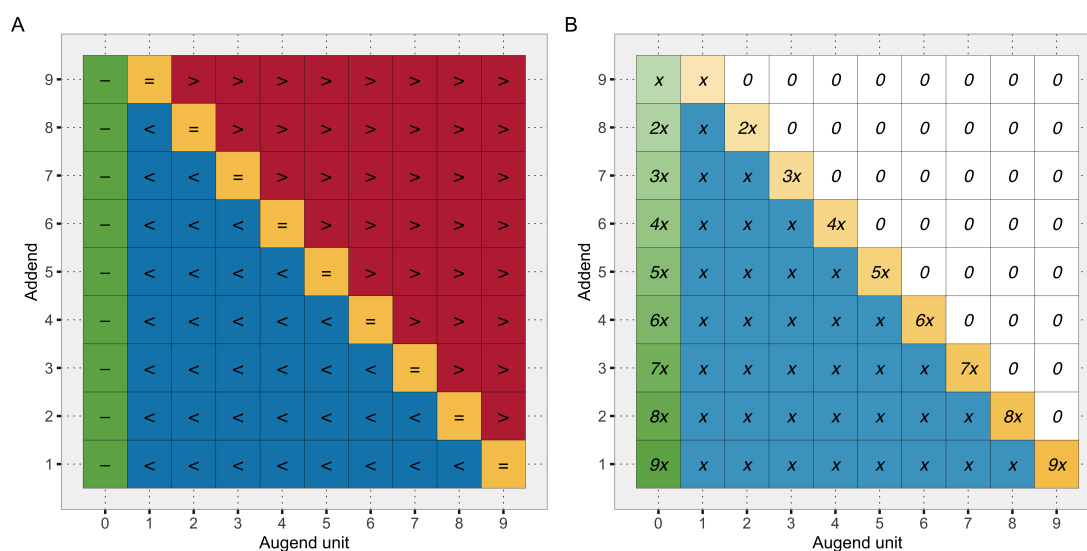 A B
9 – = > > > > > > > > 9 x x 0 0 0 0 0 0 0 0
8 – < = > > > > > > > 8 2x x 2x 0 0 0 0 0 0 0
7 – < < = > > > > > > 7 3x x x 3x 0 0 0 0 0 0
6 – < < < = > > > > > 6 4x x x x 4x 0 0 0 0 0
5 – < < < < = > > > > 5 5x x x x x 5x 0 0 0 0
4 – < < < < < = > > > 4 6x x x x x x 6x 0 0 0
3 – < < < < < < = > > 3 7x x x x x x x 7x 0 0
2 – < < < < < < < = > 2 8x x x x x x x x 8x 0
1 – < < < < < < < < = 1 9x x x x x x x x x 9x
Addend Addend
0 1 2 3 4 5 6 7 8 9 0 1 2 3 4 5 6 7 8 9
Augend unit Augend unit